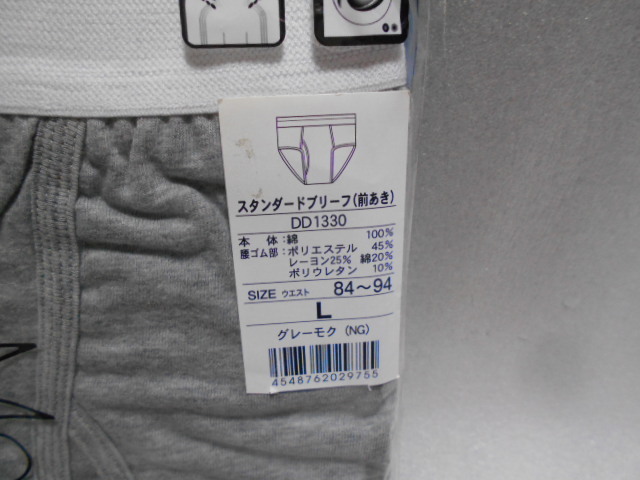 スタンダードブリーフ(前あき)
DD1330
本 体:綿 100%
腰ゴム部:ポリエステル 45%
レーヨン25% 綿20%
ポリウレタン 10%
SIZE ウエスト 84〜94
L
グレーモク (NG)
4548762029755